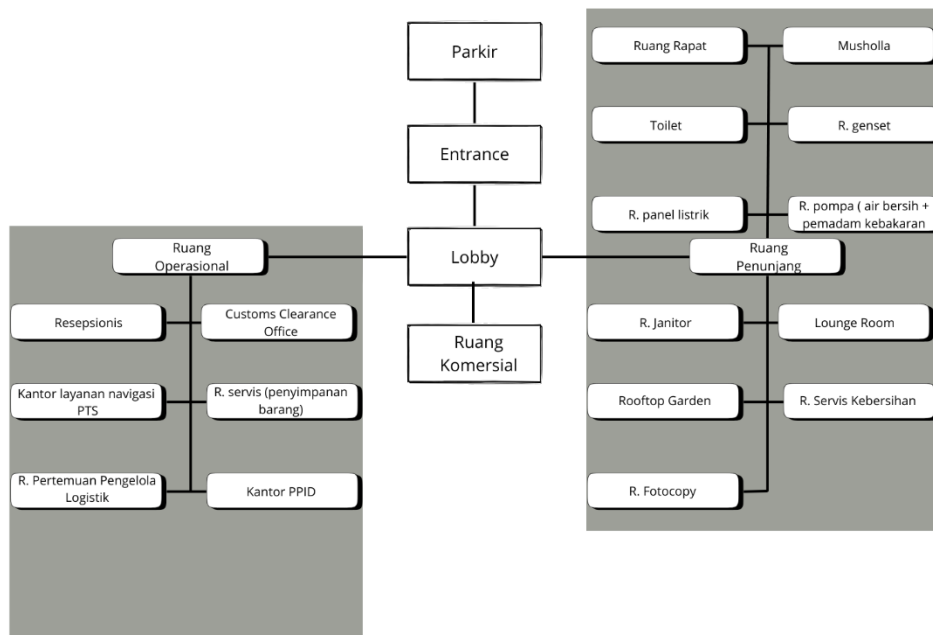 Parkir
Entrance
Lobby
Ruang
Komersial
Ruang
Operasional
Resepsionis
Customs Clearance
Office
Kantor layanan navigasi
PTS
R. servis (penyimpanan
barang)
R. Pertemuan Pengelola
Logistik
Kantor PPID
Ruang Rapat
Musholla
Toilet
R. genset
R. panel listrik
R. pompa ( air bersih +
pemadam kebakaran
Ruang
Penunjang
R. Janitor
Lounge Room
Rooftop Garden
R. Servis Kebersihan
R. Fotocopy